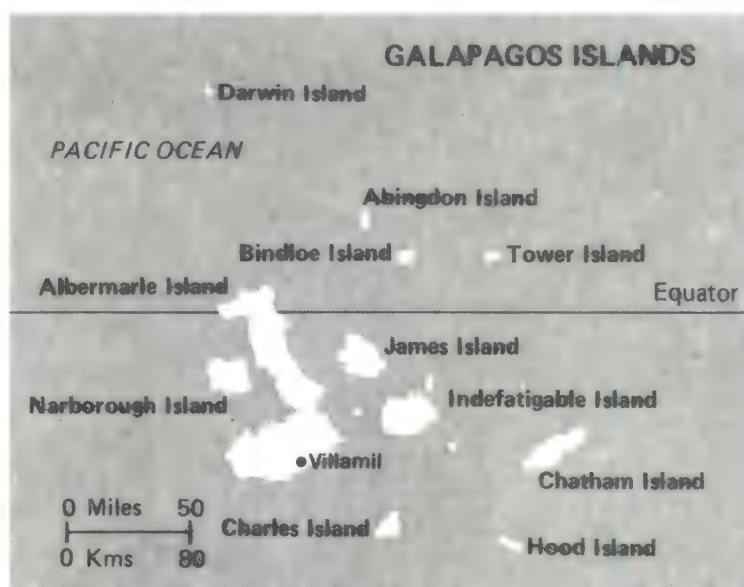 GALAPAGOS ISLANDS
Darwin Island
PACIFIC OCEAN
Abingdon Island
Bindloe Island
Tower Island
Albermarle Island
Equator
James Island
Narborough Island
Indefatigable Island
Villamil
Chatham Island
0 Miles 50
Charles Island
Hood Island
0 Kms 80